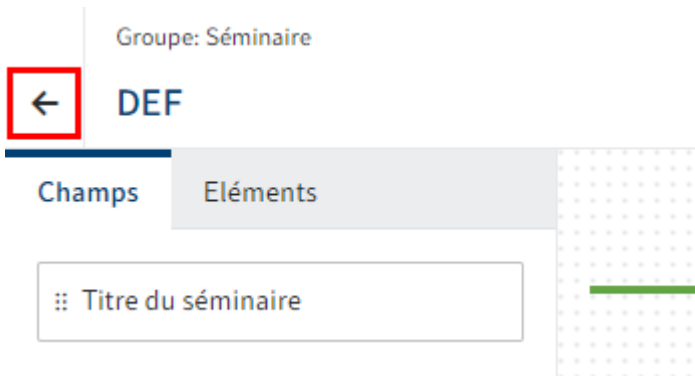 Groupe: Séminaire
DEF
Champs Eléments
Titre du séminaire